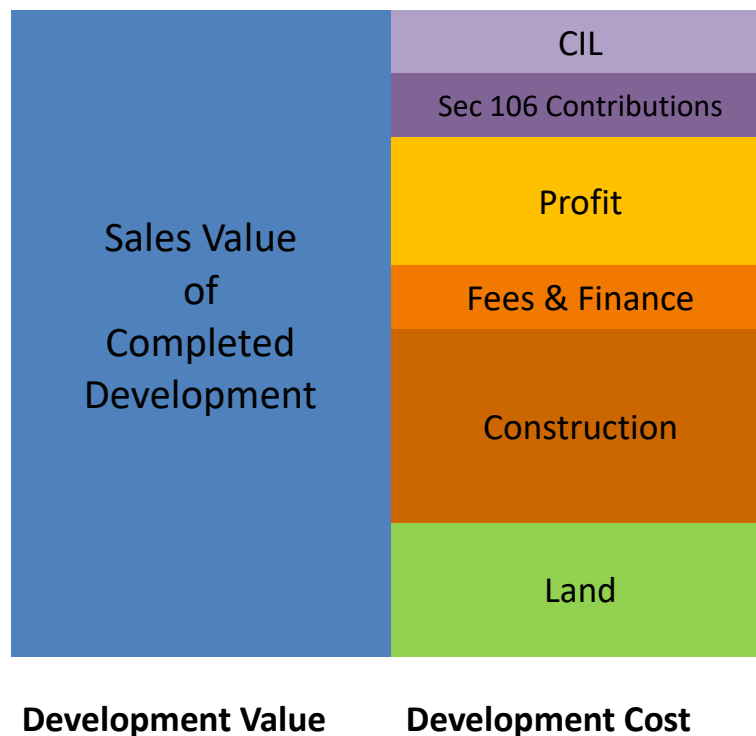 Sales Value
of
Completed
Development
CIL
Sec 106 Contributions
Profit
Fees & Finance
Construction
Land
Development Value
Development Cost